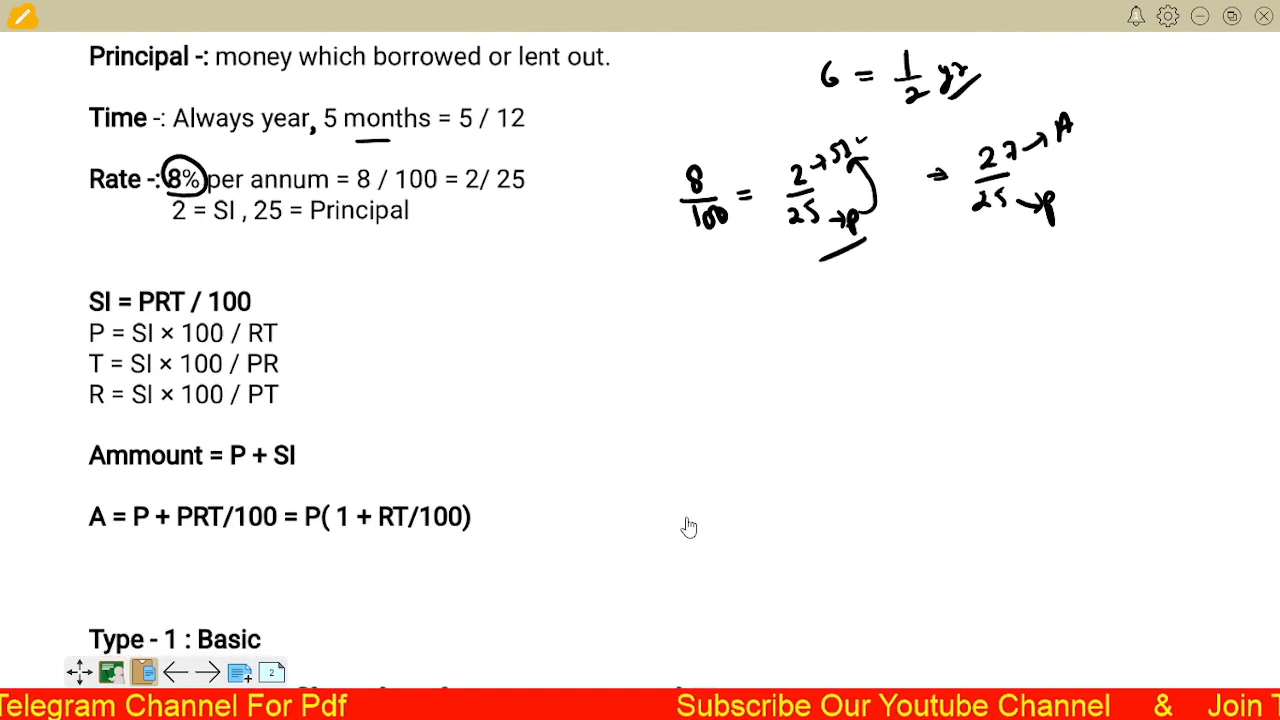 Principal -: money which borrowed or lent out.
6 = 1/2 yr
Time -: Always year, 5 months = 5 / 12
Rate -: 8% per annum = 8 / 100 = 2/ 25
2 = SI , 25 = Principal
8/100 = 2/25 → SI → P
⇒ 27/25 → A → P
SI = PRT / 100
P = SI × 100 / RT
T = SI × 100 / PR
R = SI × 100 / PT
Ammount = P + SI
A = P + PRT/100 = P( 1 + RT/100)
Type - 1 : Basic
2
Telegram Channel For Pdf Subscribe Our Youtube Channel & Join